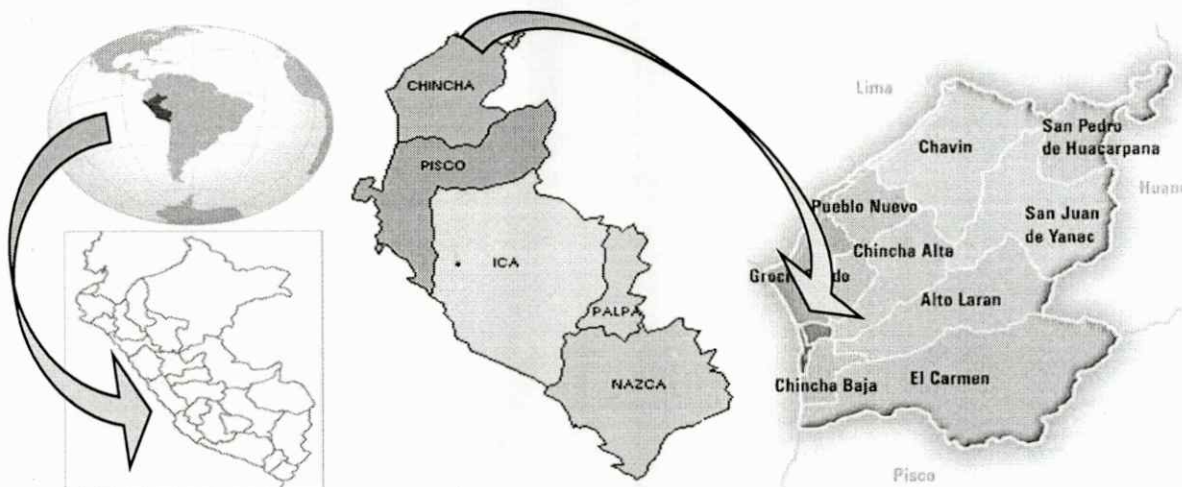 CHINCHA
PISCO
ICA
PALPA
NAZCA
Lima
Chavin
San Pedro
de Huacarpana
Pueblo Nuevo
San Juan
de Yanac
Chincha Alta
Alto Laran
Chincha Baja
El Carmen
Pisco